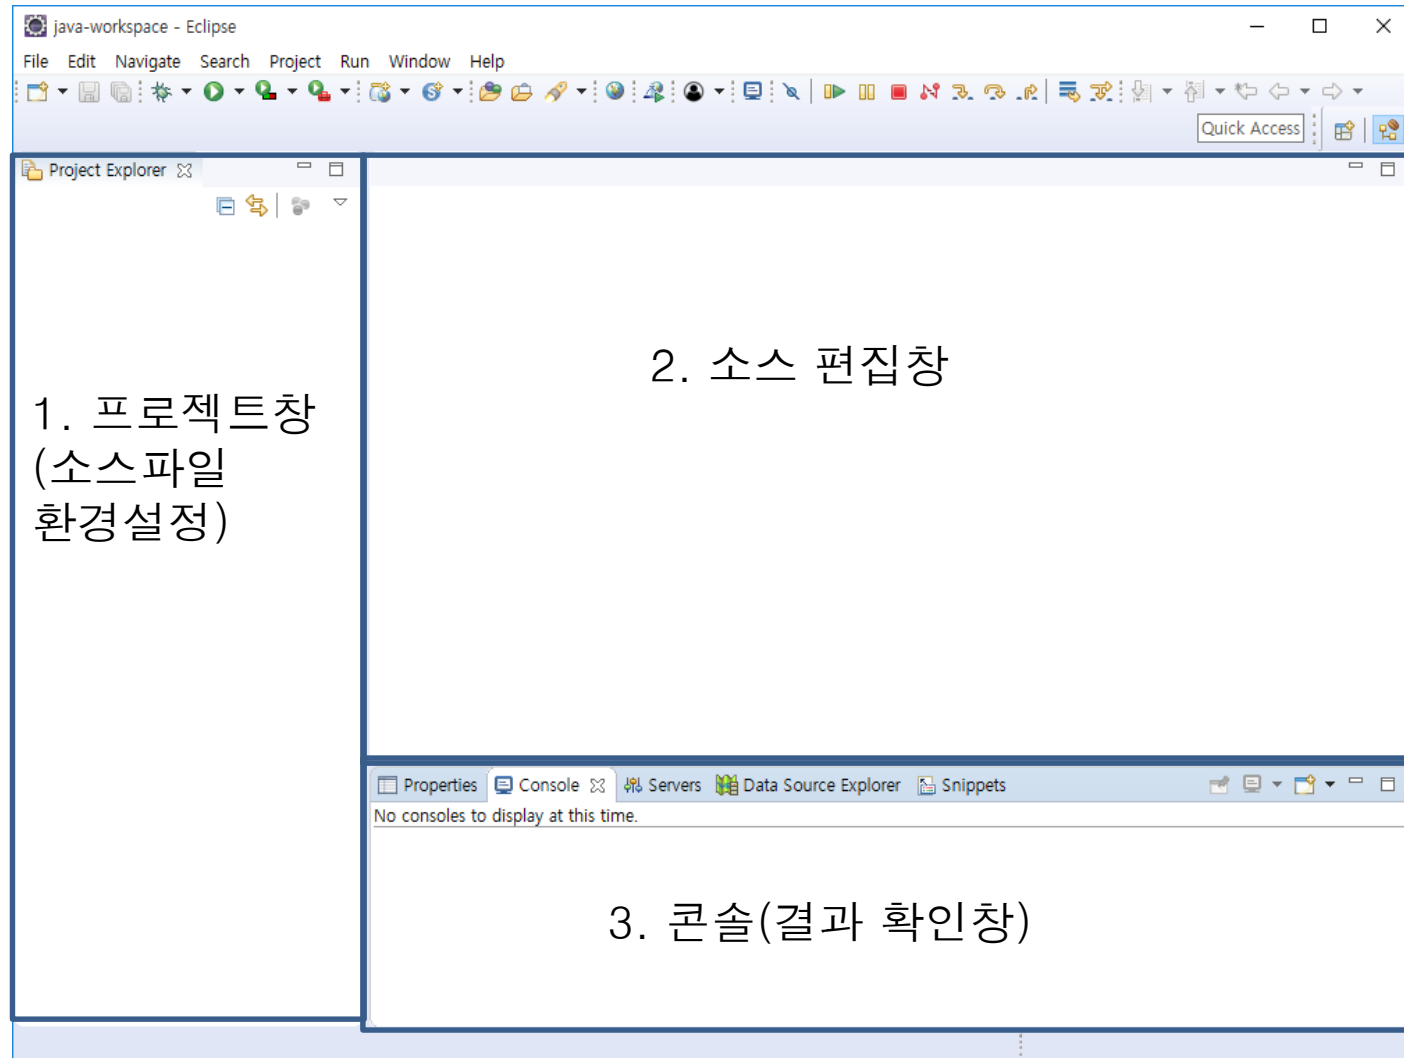 java-workspace - Eclipse
File Edit Navigate Search Project Run Window Help
Quick Access
Project Explorer
1. 프로젝트창
(소스파일
환경설정)
2. 소스 편집창
Properties Console Servers Data Source Explorer Snippets
No consoles to display at this time.
3. 콘솔(결과 확인창)